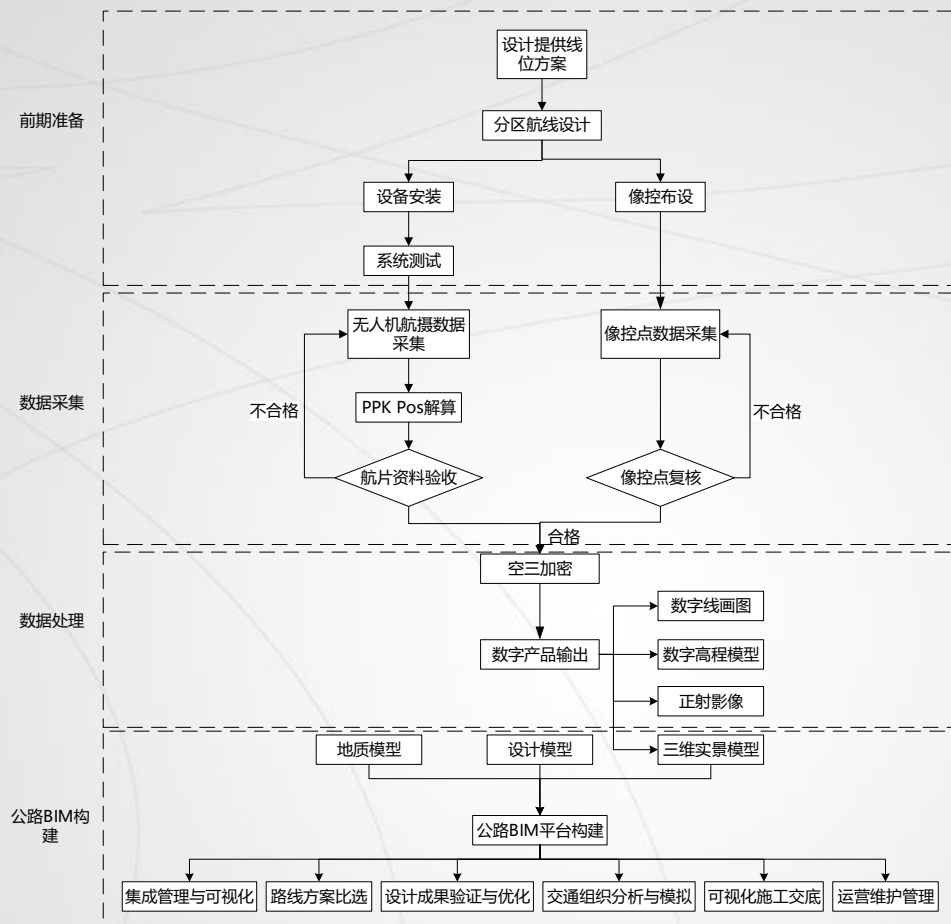 设计提供线
位方案
前期准备
分区航线设计
设备安装
像控布设
系统测试
无人机航摄数据
采集
像控点数据采集
数据采集
不合格
PPK Pos解算
不合格
航片资料验收
像控点复核
合格
空三加密
数据处理
数字线画图
数字产品输出
数字高程模型
正射影像
地质模型
设计模型
三维实景模型
公路BIM构
建
公路BIM平台构建
集成管理与可视化
路线方案比选
设计成果验证与优化
交通组织分析与模拟
可视化施工交底
运营维护管理